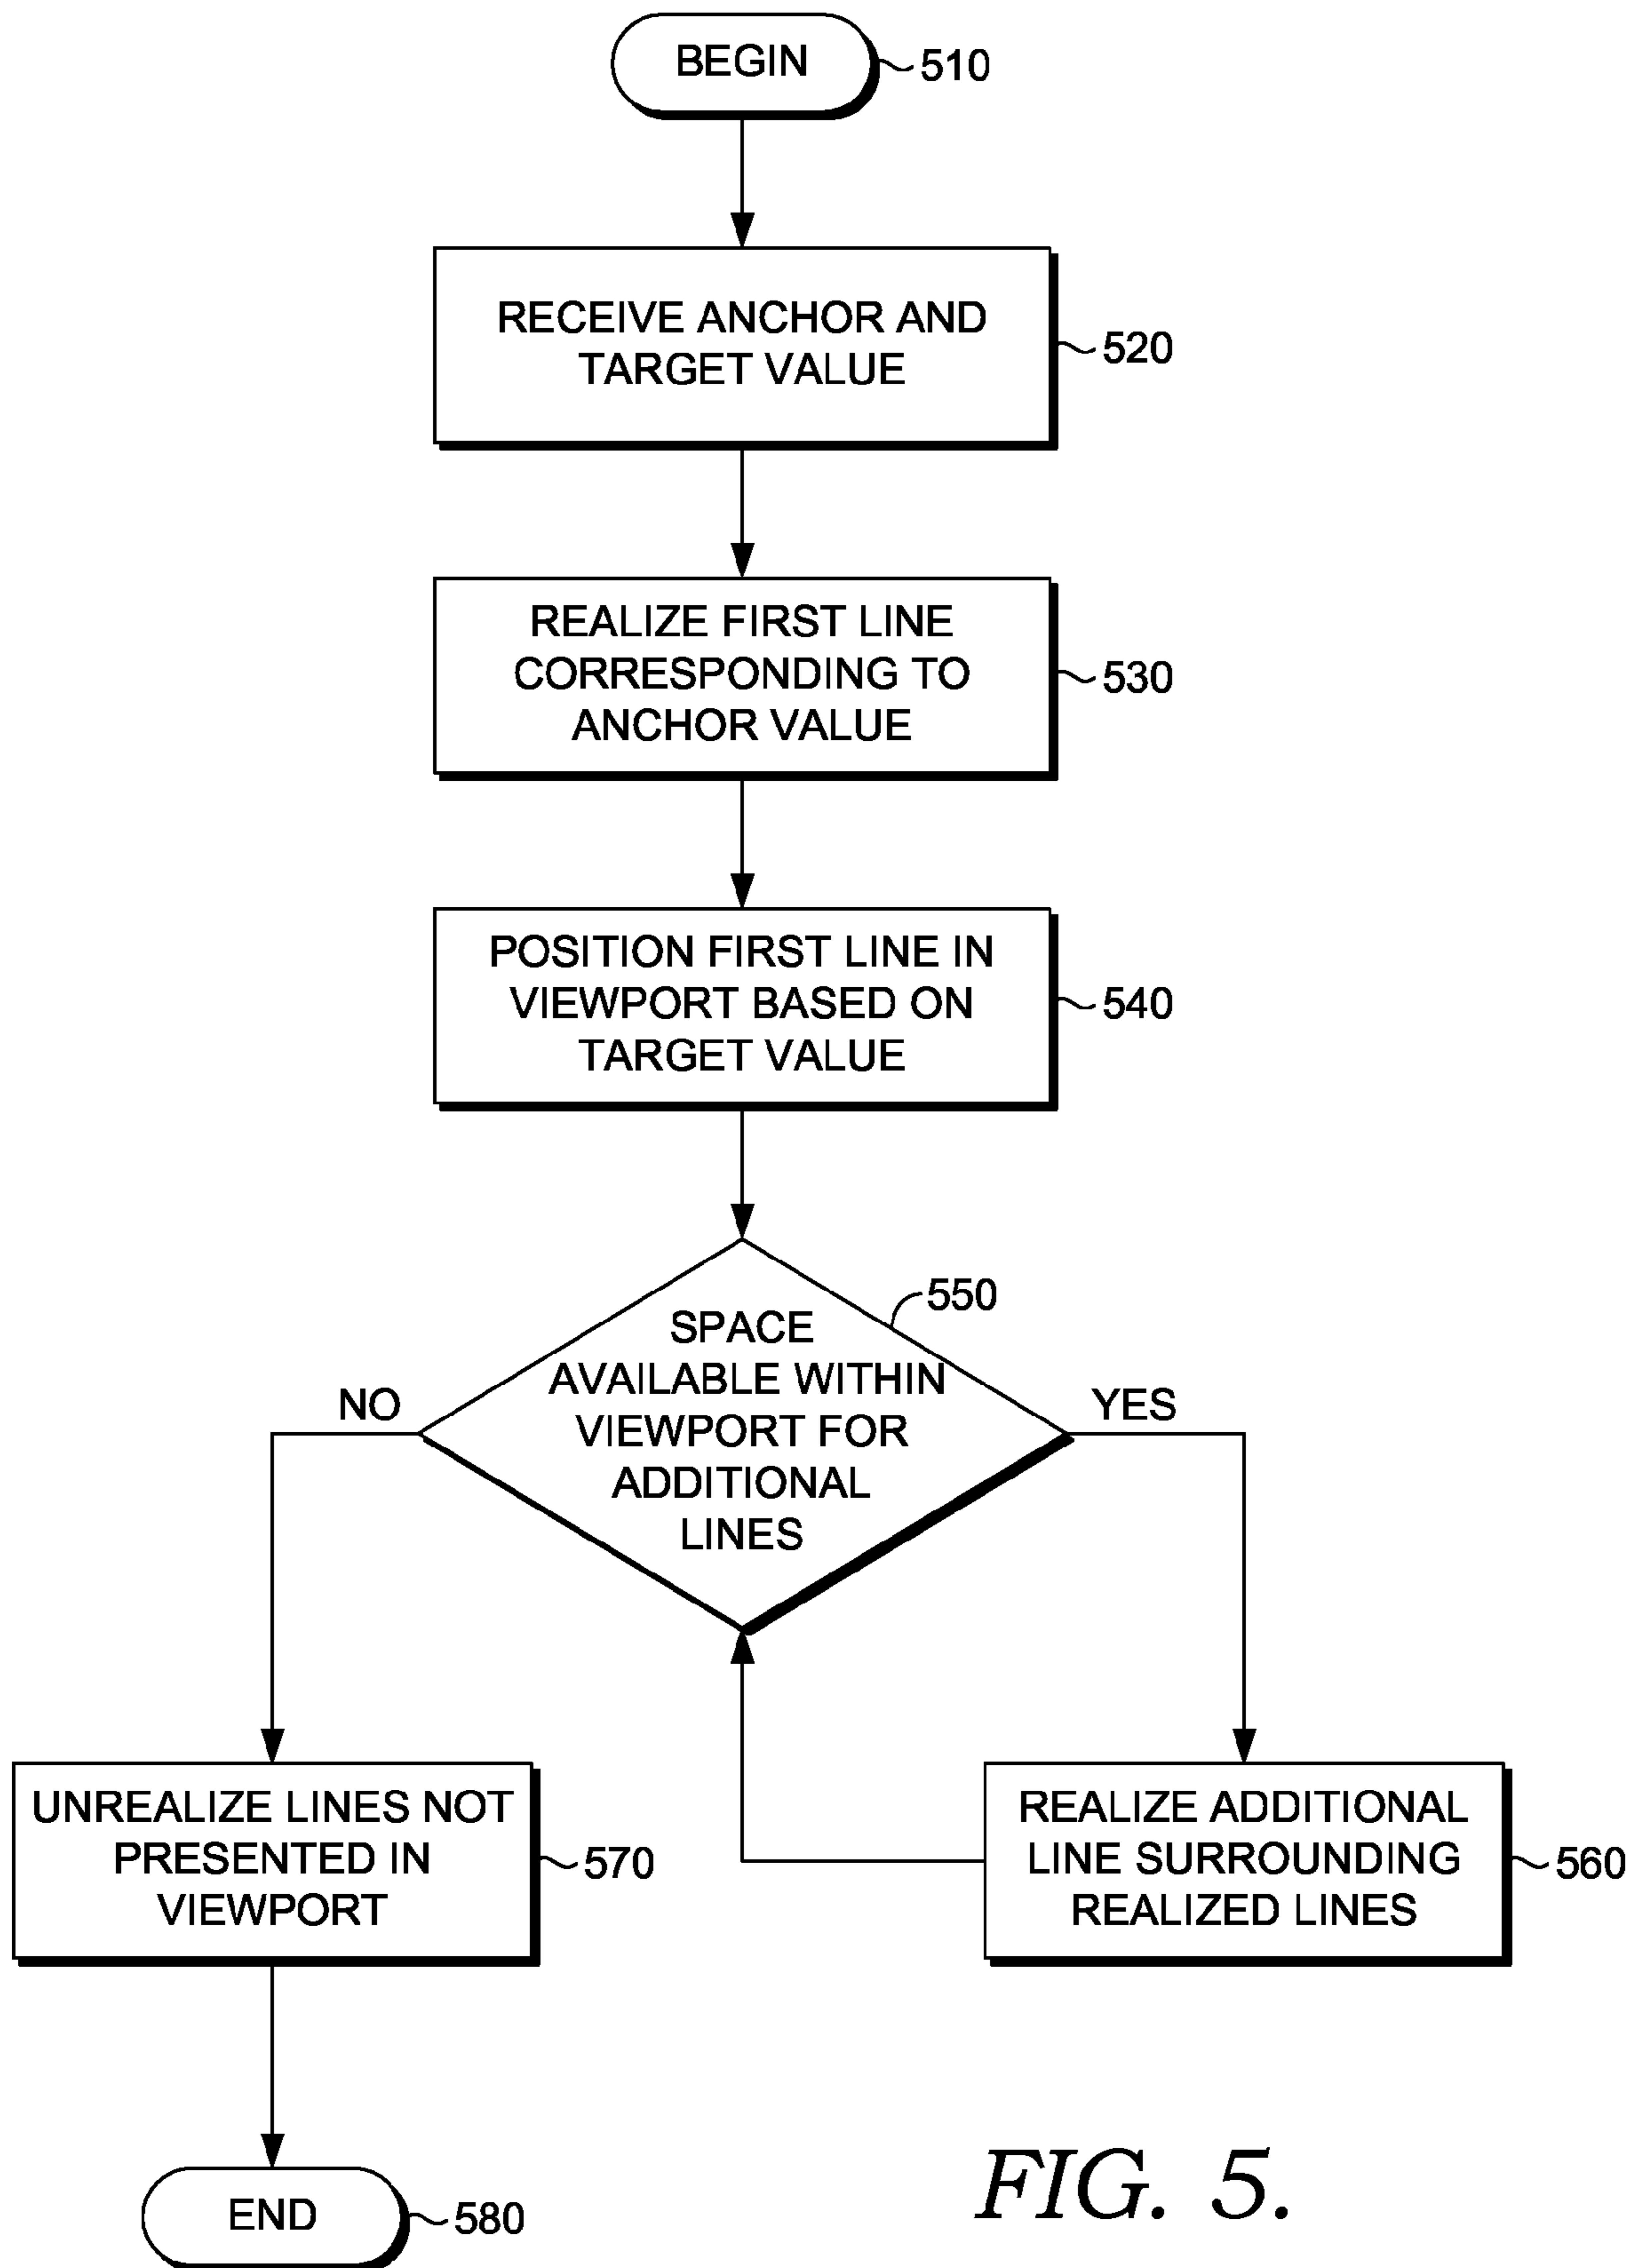 BEGIN
510
RECEIVE ANCHOR AND
TARGET VALUE
520
REALIZE FIRST LINE
CORRESPONDING TO
ANCHOR VALUE
530
POSITION FIRST LINE IN
VIEWPORT BASED ON
TARGET VALUE
540
550
SPACE
AVAILABLE WITHIN
VIEWPORT FOR
ADDITIONAL
LINES
NO
YES
UNREALIZE LINES NOT
PRESENTED IN
VIEWPORT
570
REALIZE ADDITIONAL
LINE SURROUNDING
REALIZED LINES
560
END
580
FIG. 5.